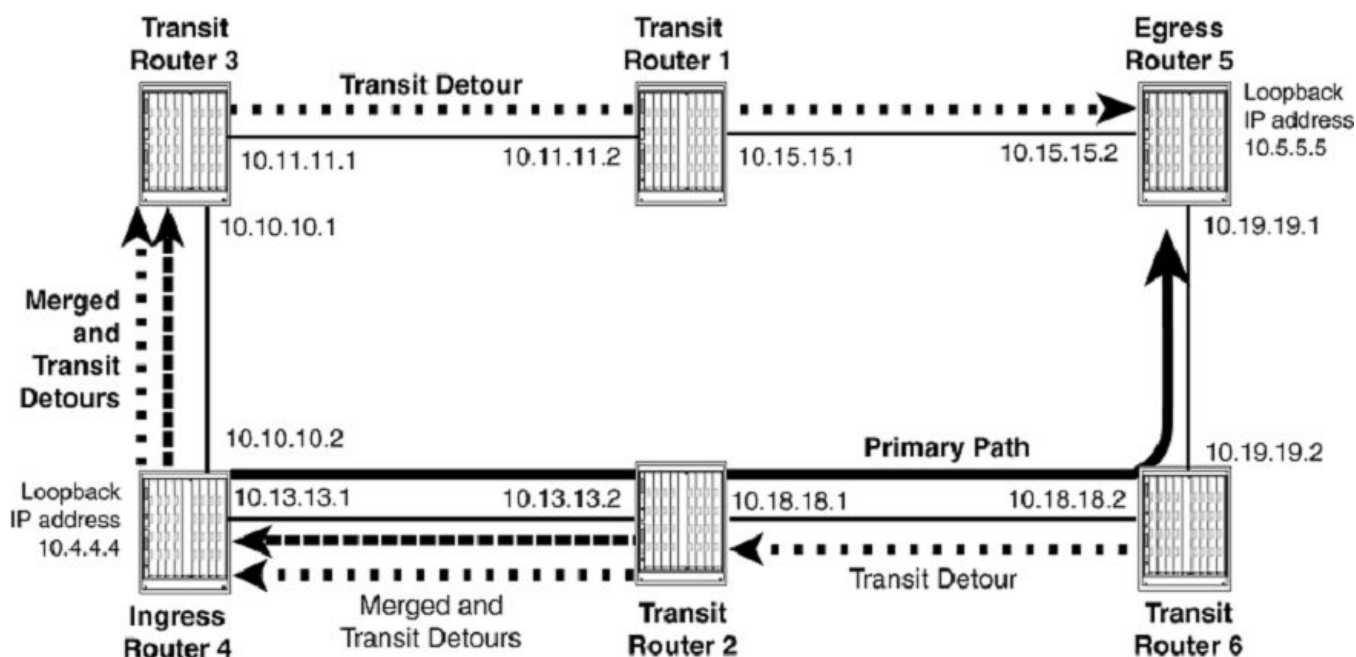 Transit
Router 3
Transit
Router 1
Egress
Router 5
Transit Detour
Loopback
IP address
10.5.5.5
10.11.11.1
10.11.11.2
10.15.15.1
10.15.15.2
10.10.10.1
10.19.19.1
Merged
and
Transit
Detours
10.10.10.2
Primary Path
10.19.19.2
Loopback
IP address
10.4.4.4
10.13.13.1
10.13.13.2
10.18.18.1
10.18.18.2
Ingress
Router 4
Merged and
Transit Detours
Transit
Router 2
Transit Detour
Transit
Router 6